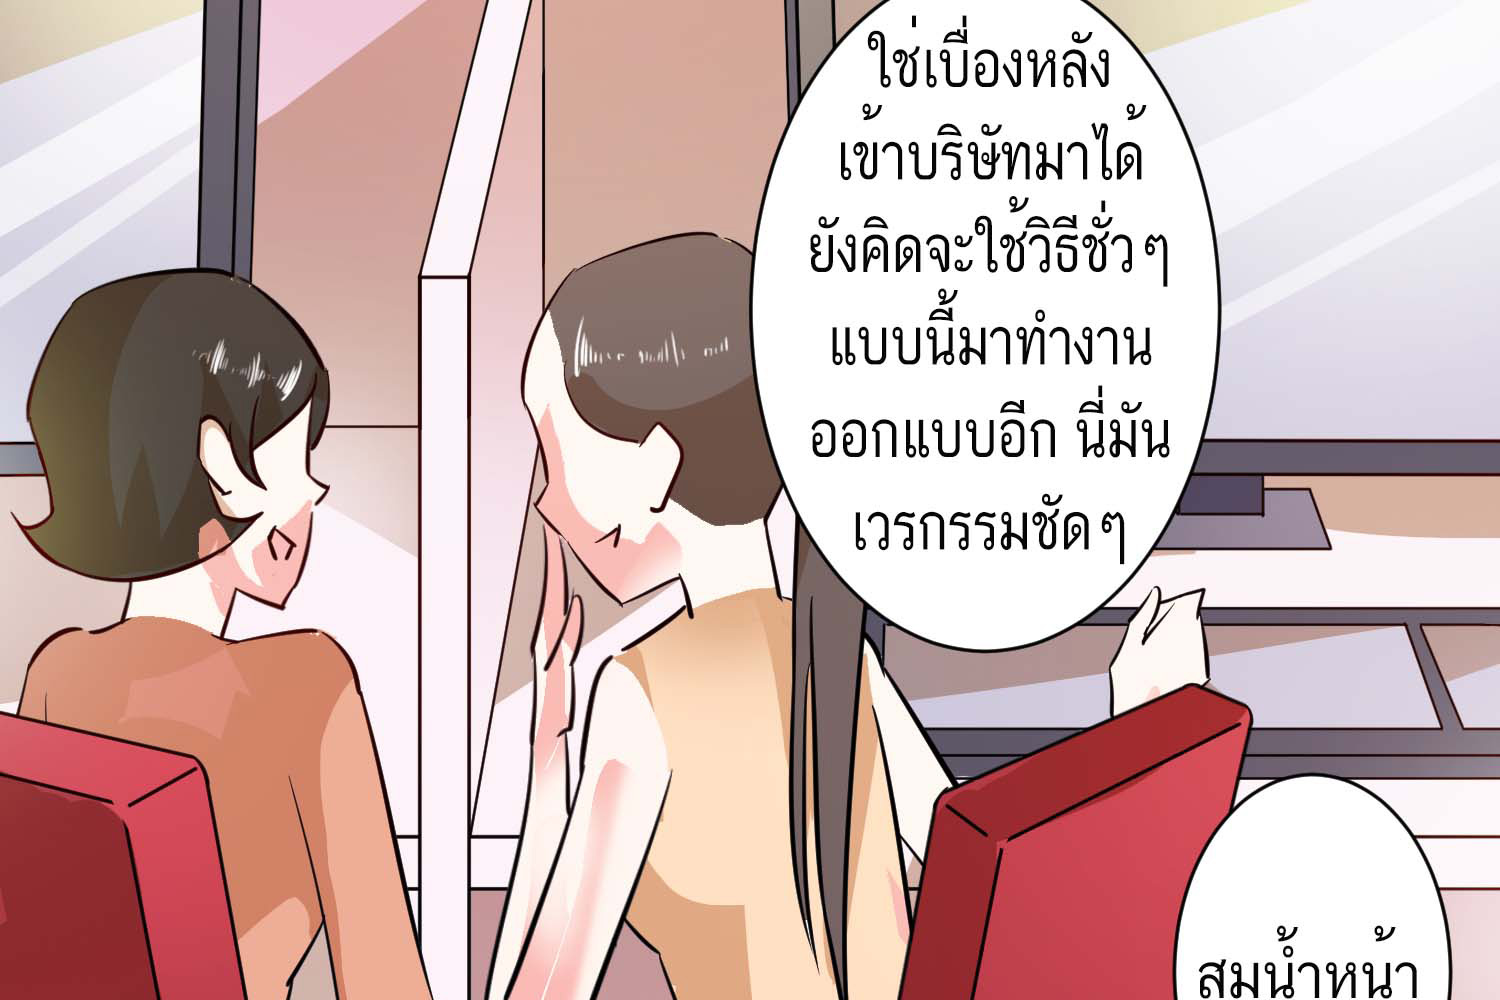 ใช่เบื่องหลัง
เข้าบริษัทมาได้
ยังคิดจะใช้วิธีชั่วๆ
แบบนี้มาทำงาน
ออกแบบอีก นี่มัน
เวรกรรมชัดๆ
สมน้ำหน้า